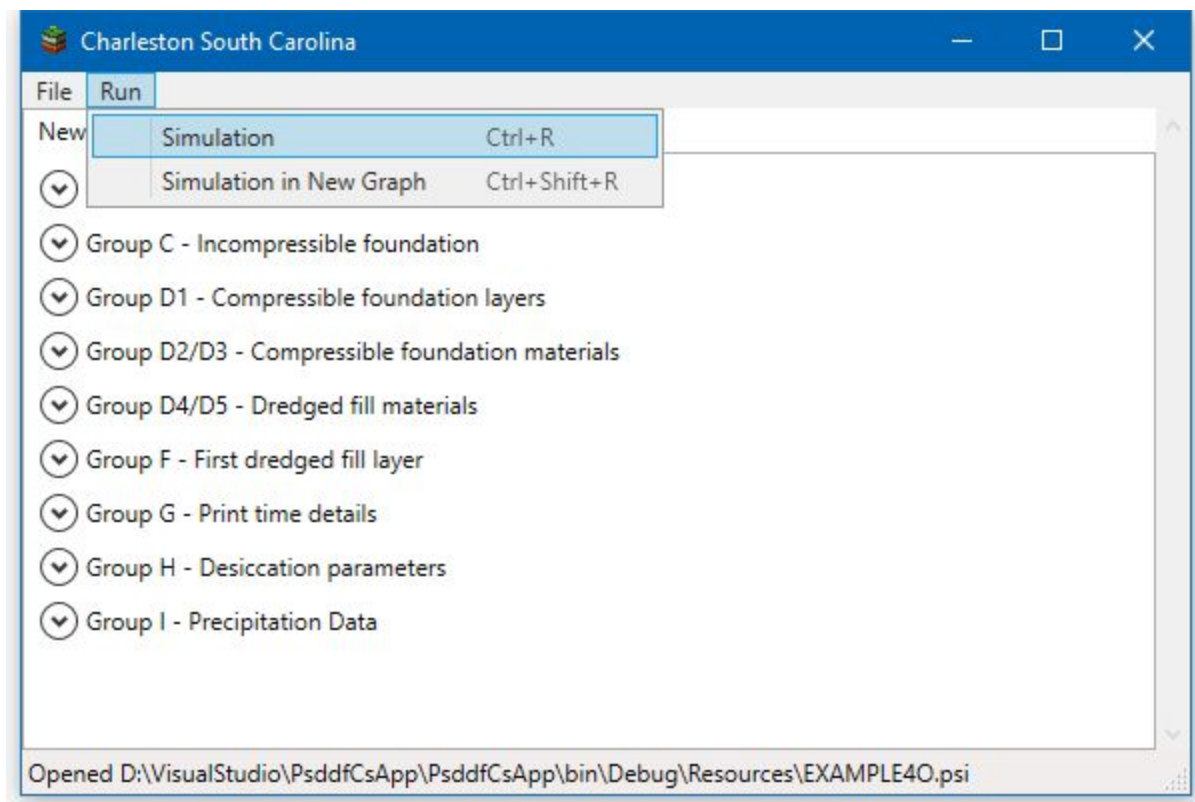 Charleston South Carolina
File Run
New
Simulation Ctrl+R
Simulation in New Graph Ctrl+Shift+R
Group C - Incompressible foundation
Group D1 - Compressible foundation layers
Group D2/D3 - Compressible foundation materials
Group D4/D5 - Dredged fill materials
Group F - First dredged fill layer
Group G - Print time details
Group H - Desiccation parameters
Group I - Precipitation Data
Opened D:\VisualStudio\PsddfCsApp\PsddfCsApp\bin\Debug\Resources\EXAMPLE4O.psi